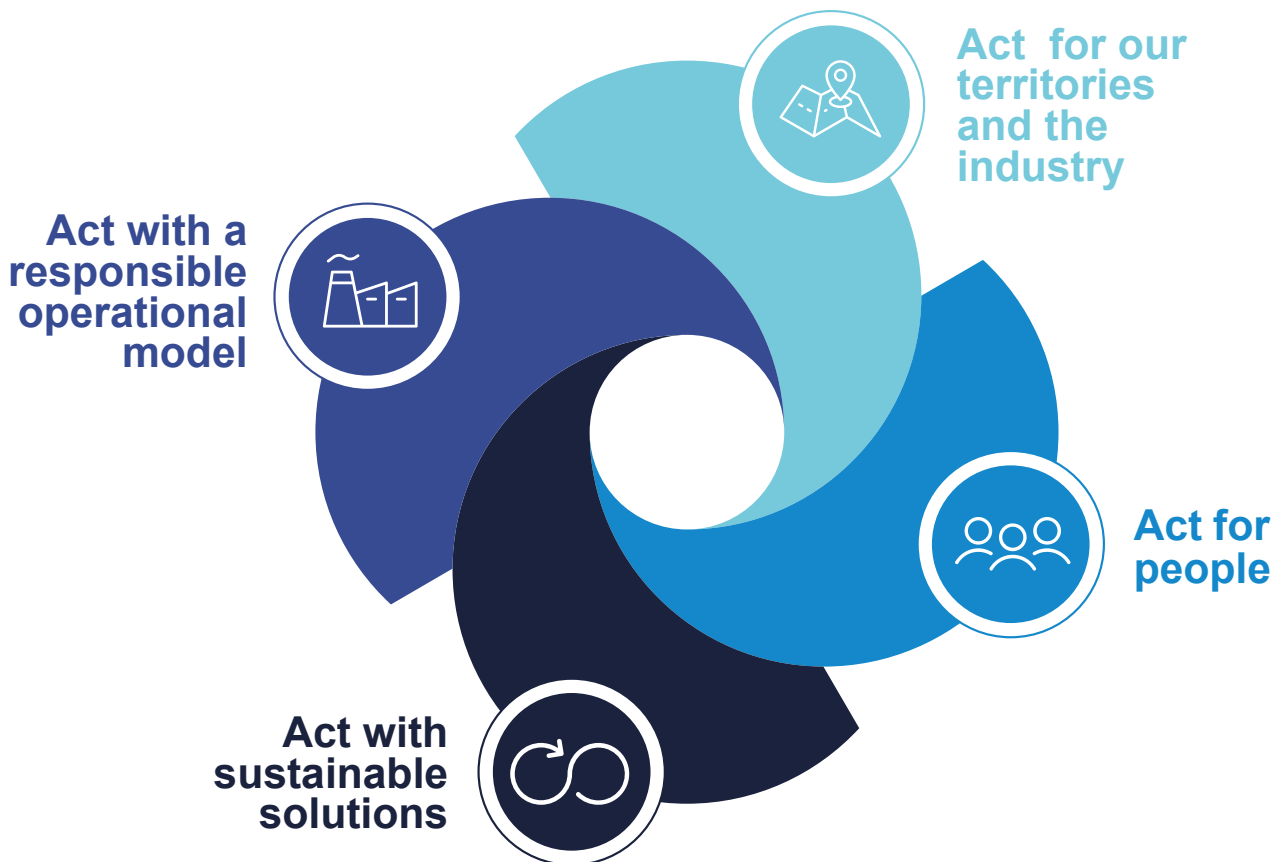 Act for our
territories
and the
industry
Act with a
responsible
operational
model
Act for
people
Act with
sustainable
solutions